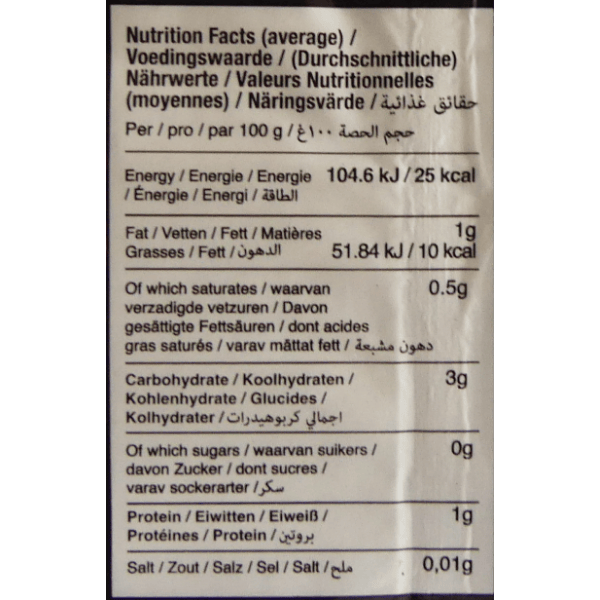 Nutrition Facts (average) /
Voedingswaarde / (Durchschnittliche)
Nährwerte / Valeurs Nutritionnelles
(moyennes) / Näringsvärde / حقائق غذائية
Per / pro / par 100 g / حجم الحصة ١٠٠غ
Energy / Energie / Energie 104.6 kJ / 25 kcal
/ Énergie / Energi / الطاقة
Fat / Vetten / Fett / Matières 1g
Grasses / Fett / الدهون 51.84 kJ / 10 kcal
Of which saturates / waarvan 0.5g
verzadigde vetzuren / Davon
gesättigte Fettsäuren / dont acides
gras saturés / varav mättat fett / دهون مشبعة
Carbohydrate / Koolhydraten / 3g
Kohlenhydrate / Glucides /
Kolhydrater / اجمالي كربوهيدرات
Of which sugars / waarvan suikers / 0g
davon Zucker / dont sucres /
varav sockerarter / سكر
Protein / Eiwitten / Eiweiß / 1g
Protéines / Protein / بروتين
Salt / Zout / Salz / Sel / Salt / ملح 0,01g